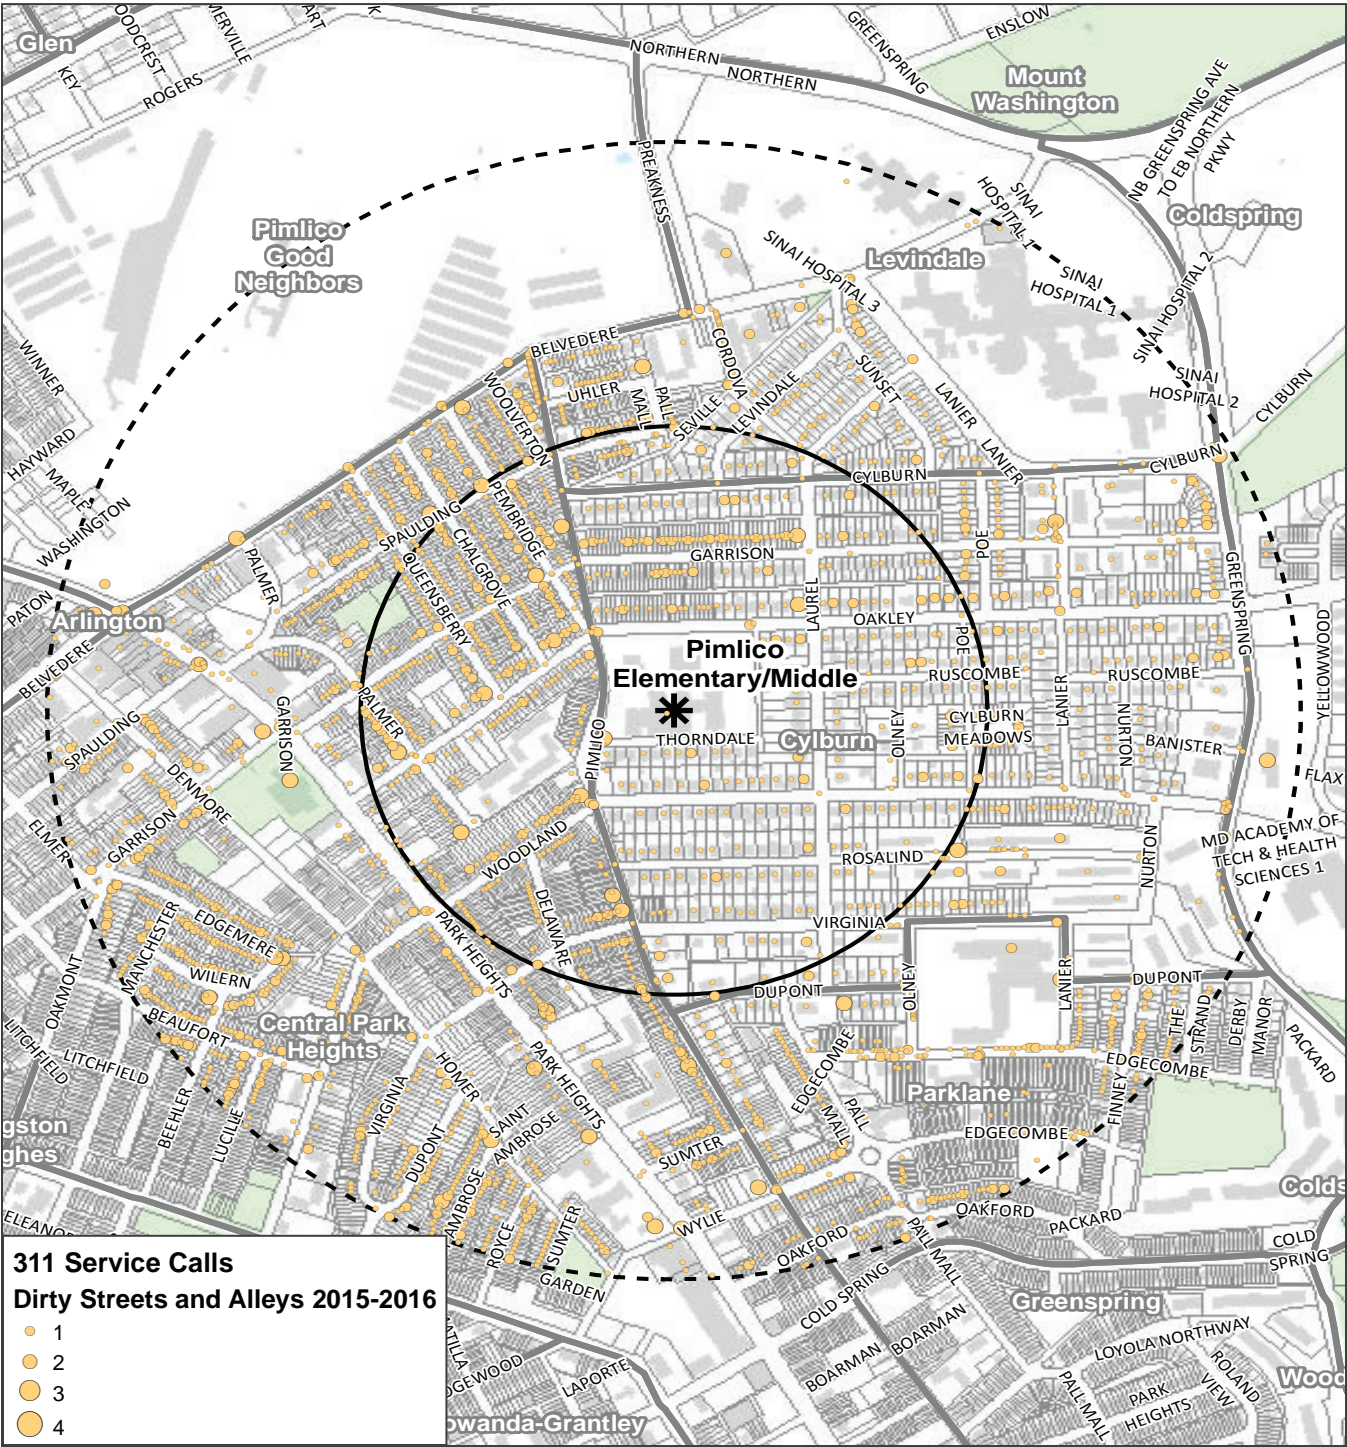 Glen
KEY
ROGERS
NORTHERN
NORTHERN
GREENSPRING
ENSLOW
Mount
Washington
NB GREENSPRING AVE
TO EB NORTHERN
PKWY
PREAKNESS
SINAI
HOSPITAL 1
Coldspring
Pimlico
Good
Neighbors
SINAI HOSPITAL 3
Levindale
SINAI
HOSPITAL 1
SINAI HOSPITAL 2
SINAI
HOSPITAL 2
CYLBURN
WINNER
HAYWARD
MAPLE
WASHINGTON
BELVEDERE
WOOLVERTON
UHLER
MALL
PALL
CORDOVA
SEVILLE
LEVINDALE
SUNSET
LANIER
LANIER
CYLBURN
CYLBURN
SPAULDING
PEMBRIDGE
CHALGROVE
QUEENSBERRY
GARRISON
POE
LAUREL
OAKLEY
POE
GREENSPRING
YELLOWWOOD
PALMER
PATON
Arlington
BELVEDERE
Pimlico
Elementary/Middle
RUSCOMBE
RUSCOMBE
LANIER
NURTON
CYLBURN
MEADOWS
BANISTER
OLNEY
THORNDALE
Cylburn
PIMLICO
PALMER
GARRISON
SPAULDING
DENMORE
GARRISON
ELMER
FLAX
MD ACADEMY OF
TECH & HEALTH
SCIENCES 1
WOODLAND
DELAWARE
ROSALIND
NURTON
VIRGINIA
PARK HEIGHTS
EDGEMERE
MANCHESTER
WILERN
OAKMONT
BEAUFORT
LITCHFIELD
LITCHFIELD
Central Park
Heights
DUPONT
OLNEY
LANIER
DUPONT
THE
STRAND
DERBY
MANOR
PACKARD
EDGECOMBE
EDGECOMBE
PALL
MALL
Parklane
FINNEY
EDGECOMBE
PARK HEIGHTS
HOMER
VIRGINIA
SAINT
AMBROSE
DUPONT
AMBROSE
BEEHLER
LUCILLE
SUMTER
ROYCE
SUMTER
GARDEN
WYLIE
OAKFORD
OAKFORD
PACKARD
PALL MALL
COLD SPRING
COLD
SPRING
Greenspring
BOARMAN
BOARMAN
LOYOLA NORTHWAY
ROLAND
VIEW
PARK
HEIGHTS
PALL MALL
LAPORTE
311 Service Calls
Dirty Streets and Alleys 2015-2016
1
2
3
4